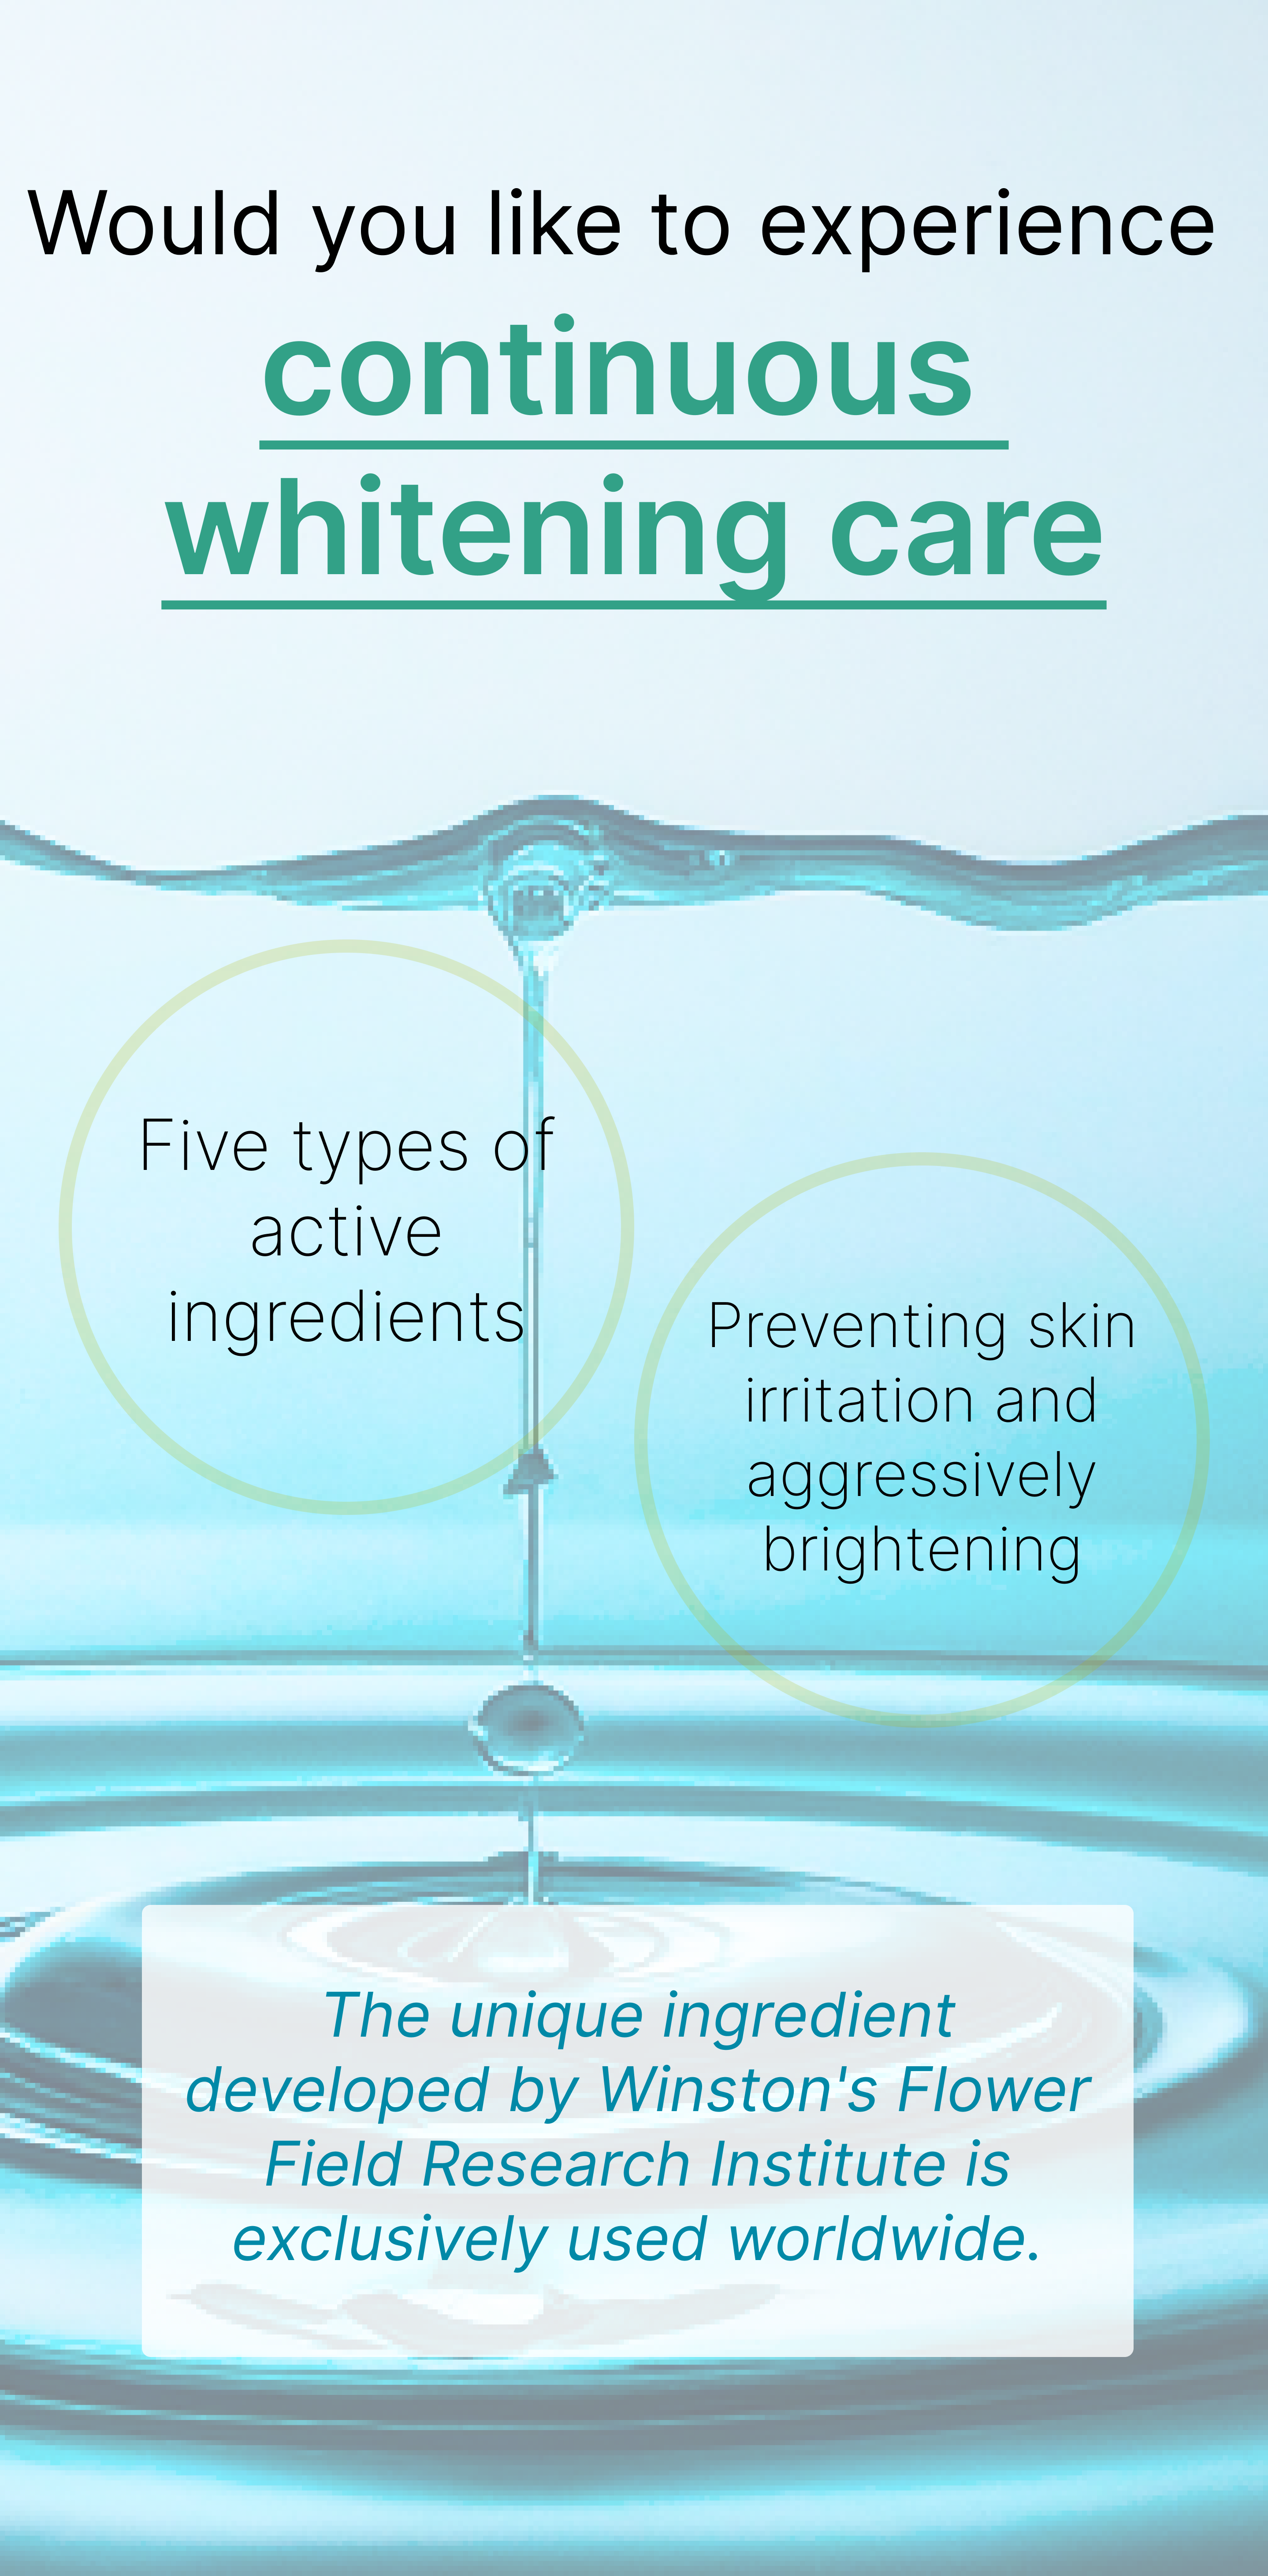 Would you like to experience
continuous
whitening care
Five types of
active
ingredients
Preventing skin
irritation and
aggressively
brightening
The unique ingredient
developed by Winston's Flower
Field Research Institute is
exclusively used worldwide.